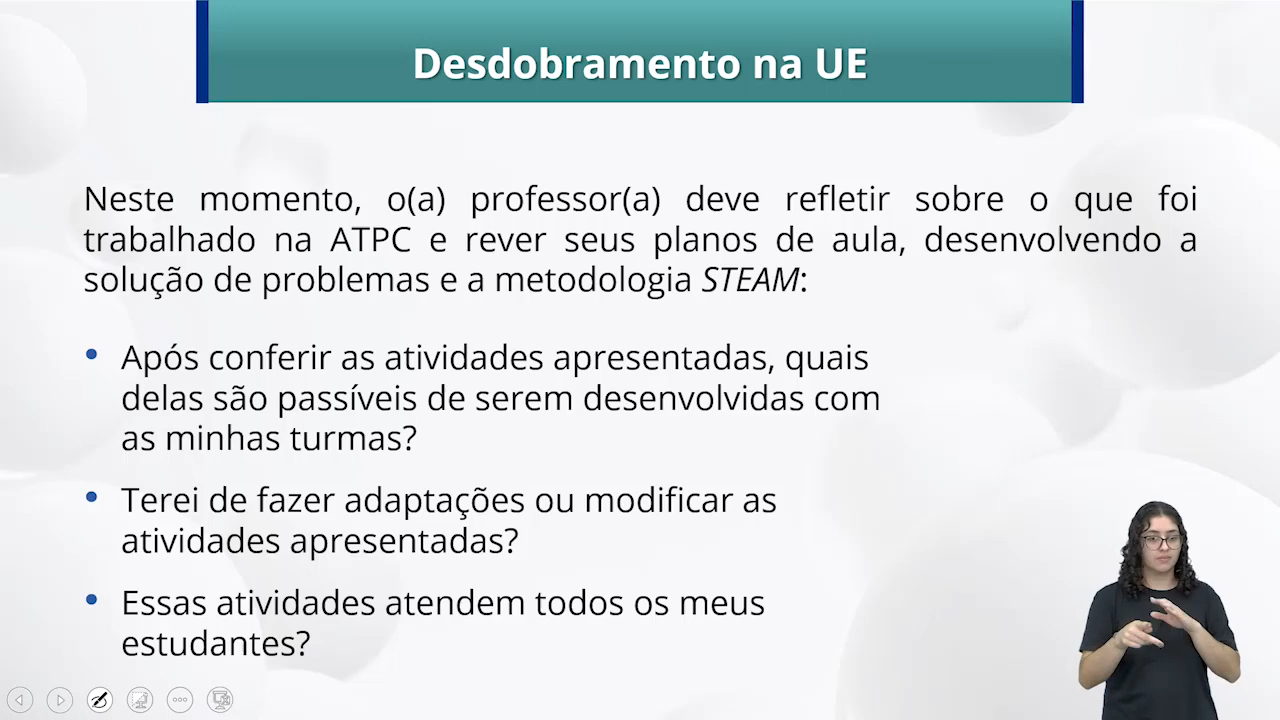 Desdobramento na UE
Neste momento, o(a) professor(a) deve refletir sobre o que foi
trabalhado na ATPC e rever seus planos de aula, desenvolvendo a
solução de problemas e a metodologia STEAM:
• Após conferir as atividades apresentadas, quais
delas são passíveis de serem desenvolvidas com
as minhas turmas?
• Terei de fazer adaptações ou modificar as
atividades apresentadas?
• Essas atividades atendem todos os meus
estudantes?